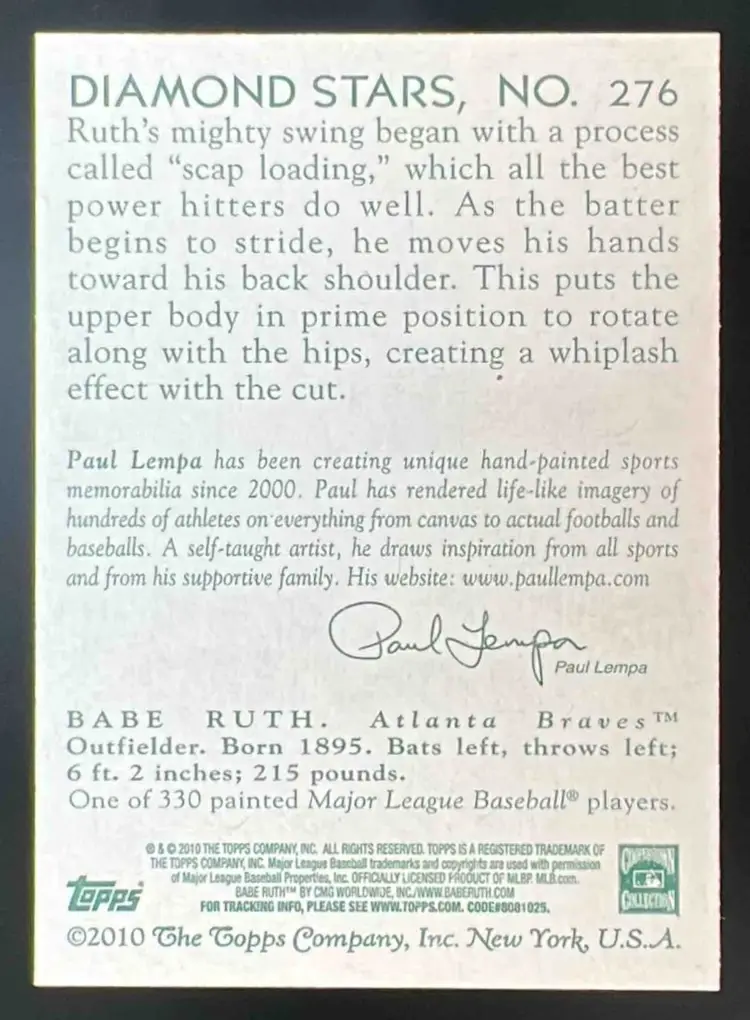 DIAMOND STARS, NO. 276
Ruth's mighty swing began with a process
called “scap loading,” which all the best
power hitters do well. As the batter
begins to stride, he moves his hands
toward his back shoulder. This puts the
upper body in prime position to rotate
along with the hips, creating a whiplash
effect with the cut.
Paul Lempa has been creating unique hand-painted sports
memorabilia since 2000. Paul has rendered life-like imagery of
hundreds of athletes on everything from canvas to actual footballs and
baseballs. A self-taught artist, he draws inspiration from all sports
and from his supportive family. His website: www.paullempa.com
Paul Lempa
Paul Lempa
BABE RUTH. Atlanta Braves™
Outfielder. Born 1895. Bats left, throws left;
6 ft. 2 inches; 215 pounds.
One of 330 painted Major League Baseball® players.
® & © 2010 THE TOPPS COMPANY, INC. ALL RIGHTS RESERVED. TOPPS IS A REGISTERED TRADEMARK OF
THE TOPPS COMPANY, INC. Major League Baseball trademarks and copyrights are used with permission
of Major League Baseball Properties, Inc. OFFICIALLY LICENSED PRODUCT OF MLBP. MLB.com.
BABE RUTH™ BY CMG WORLDWIDE, INC./WWW.BABERUTH.COM
FOR TRACKING INFO, PLEASE SEE WWW.TOPPS.COM. CODE#8081025.
topps
COOPERSTOWN
COLLECTION
©2010 The Topps Company, Inc. New York, U.S.A.